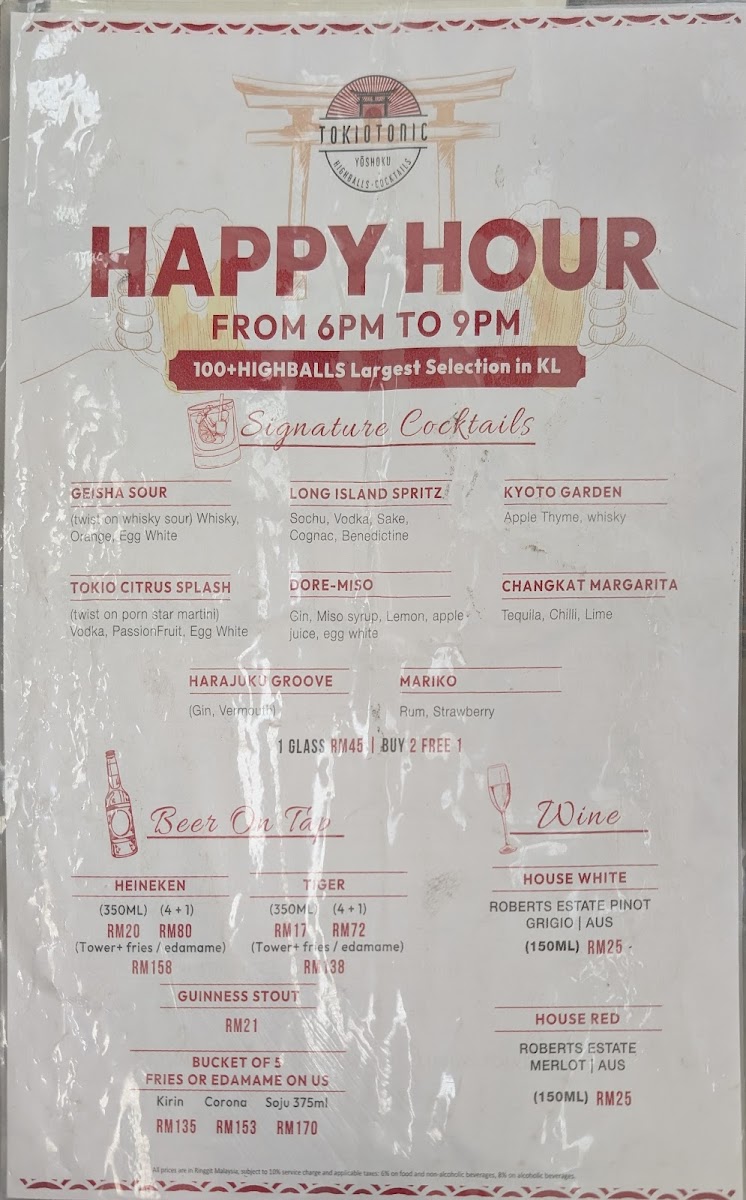 TOKIOTONIC
YŌSHOKU
HIGHBALLS-COCKTAILS
HAPPY HOUR
FROM 6PM TO 9PM
100+HIGHBALLS Largest Selection in KL
Signature Cocktails
GEISHA SOUR
(twist on whisky sour) Whisky,
Orange, Egg White
LONG ISLAND SPRITZ
Sochu, Vodka, Sake,
Cognac, Benedictine
KYOTO GARDEN
Apple Thyme, whisky
TOKIO CITRUS SPLASH
(twist on porn star martini)
Vodka, PassionFruit, Egg White
DORE-MISO
Gin, Miso syrup, Lemon, apple
juice, egg white
CHANGKAT MARGARITA
Tequila, Chilli, Lime
HARAJUKU GROOVE
(Gin, Vermouth)
MARIKO
Rum, Strawberry
1 GLASS RM45 | BUY 2 FREE 1
Beer On Tap
HEINEKEN
(350ML) (4+1)
RM20 RM80
(Tower+ fries / edamame)
RM158
TIGER
(350ML) (4+1)
RM17 RM72
(Tower+ fries / edamame)
RM138
GUINNESS STOUT
RM21
BUCKET OF 5
FRIES OR EDAMAME ON US
Kirin Corona Soju 375ml
RM135 RM153 RM170
Wine
HOUSE WHITE
ROBERTS ESTATE PINOT
GRIGIO | AUS
(150ML) RM25
HOUSE RED
ROBERTS ESTATE
MERLOT | AUS
(150ML) RM25
All prices are in Ringgit Malaysia, subject to 10% service charge and applicable taxes: 6% on food and non-alcoholic beverages, 8% on alcoholic beverages.